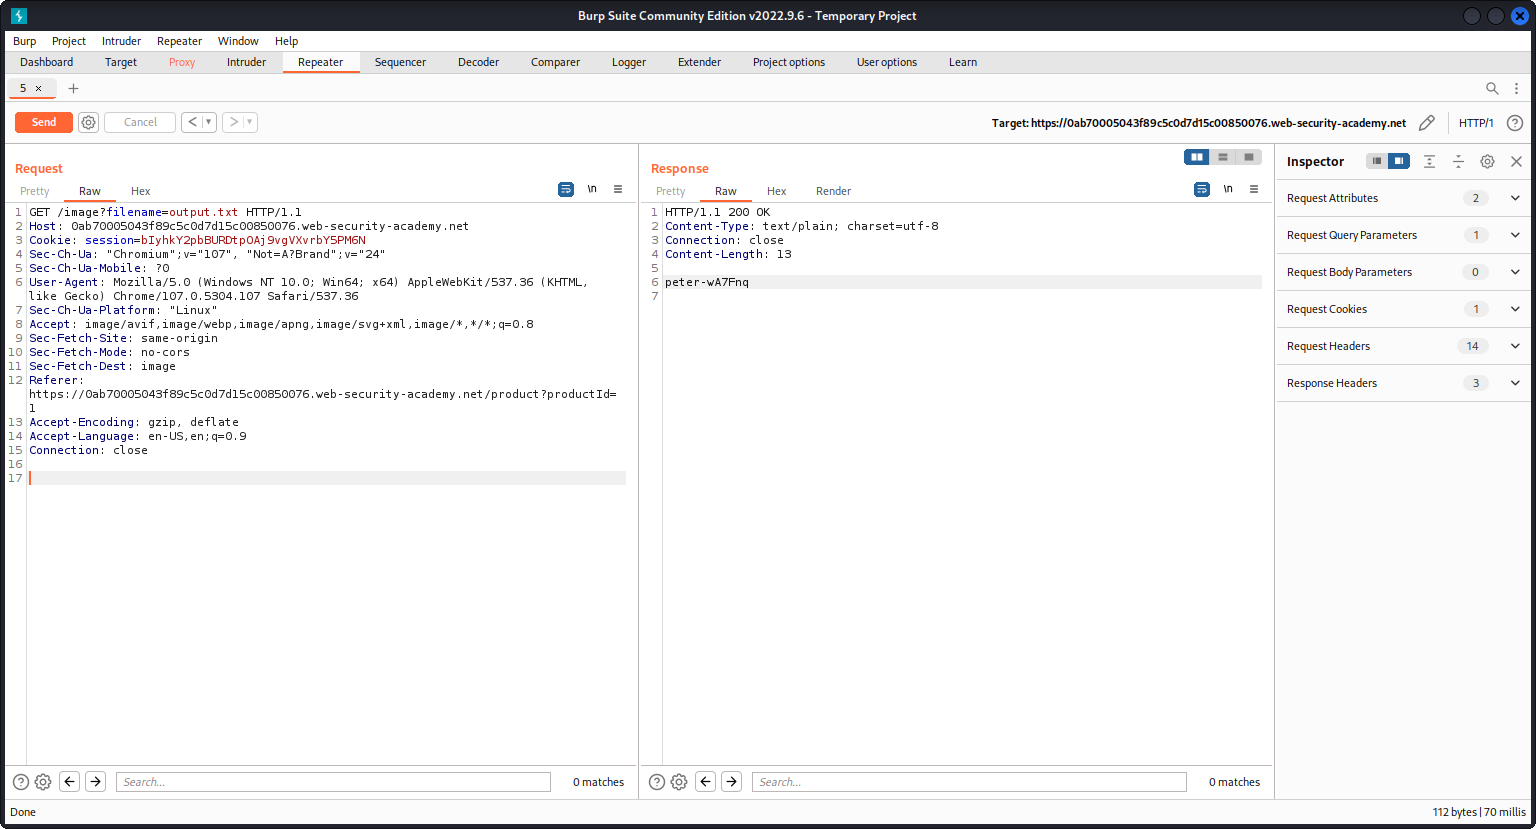 Burp Suite Community Edition v2022.9.6 - Temporary Project
Burp Project Intruder Repeater Window Help
Dashboard Target Proxy Intruder Repeater Sequencer Decoder Comparer Logger Extender Project options User options Learn
5 × +
Send Cancel < > Target: https://0ab70005043f89c5c0d7d15c00850076.web-security-academy.net HTTP/1 ?
Request
Pretty Raw Hex \n
1 GET /image?filename=output.txt HTTP/1.1
2 Host: 0ab70005043f89c5c0d7d15c00850076.web-security-academy.net
3 Cookie: session=bIyhkY2pbBURDtpOAj9vgVXvrbY5PM6N
4 Sec-Ch-Ua: "Chromium";v="107", "Not=A?Brand";v="24"
5 Sec-Ch-Ua-Mobile: ?0
6 User-Agent: Mozilla/5.0 (Windows NT 10.0; Win64; x64) AppleWebKit/537.36 (KHTML,
like Gecko) Chrome/107.0.5304.107 Safari/537.36
7 Sec-Ch-Ua-Platform: "Linux"
8 Accept: image/avif,image/webp,image/apng,image/svg+xml,image/*,*/*;q=0.8
9 Sec-Fetch-Site: same-origin
10 Sec-Fetch-Mode: no-cors
11 Sec-Fetch-Dest: image
12 Referer:
https://0ab70005043f89c5c0d7d15c00850076.web-security-academy.net/product?productId=
1
13 Accept-Encoding: gzip, deflate
14 Accept-Language: en-US,en;q=0.9
15 Connection: close
16
17
? Search... 0 matches
Response
Pretty Raw Hex Render \n
1 HTTP/1.1 200 OK
2 Content-Type: text/plain; charset=utf-8
3 Connection: close
4 Content-Length: 13
5
6 peter-wA7Fnq
7
? Search... 0 matches
Inspector
Request Attributes 2
Request Query Parameters 1
Request Body Parameters 0
Request Cookies 1
Request Headers 14
Response Headers 3
Done 112 bytes | 70 millis